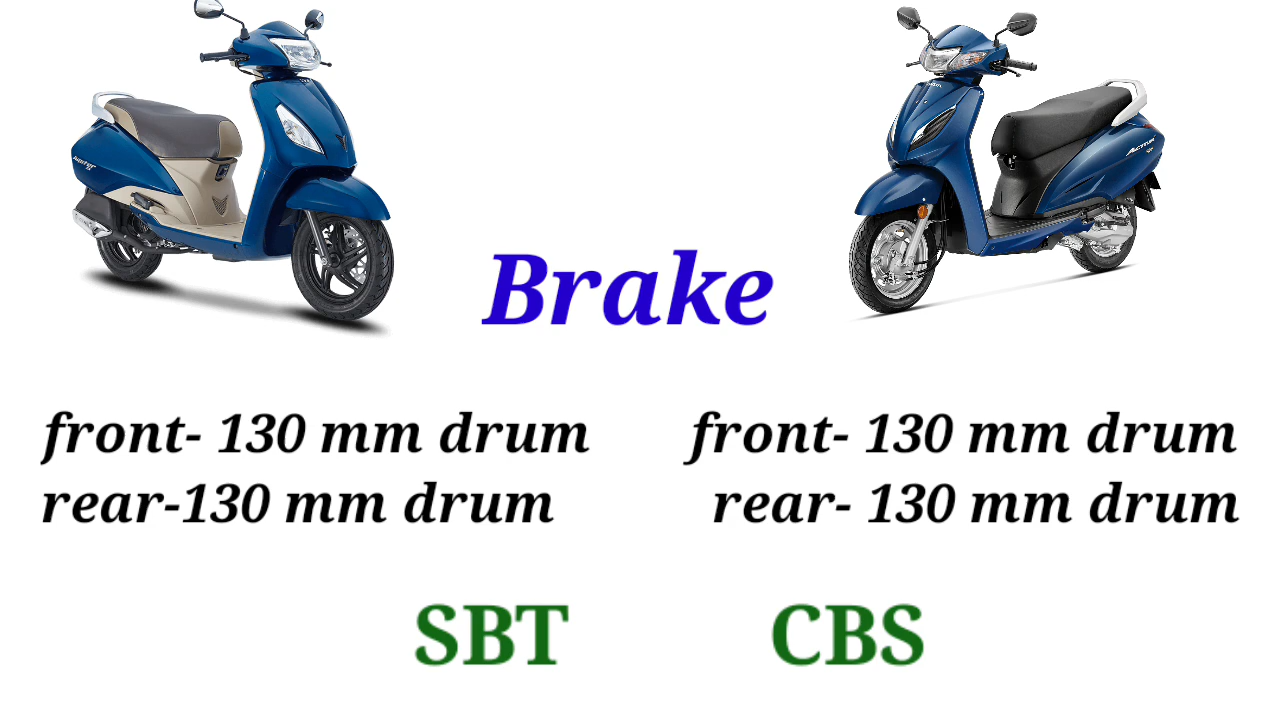 Brake
front- 130 mm drum
rear-130 mm drum
front- 130 mm drum
rear- 130 mm drum
SBT
CBS